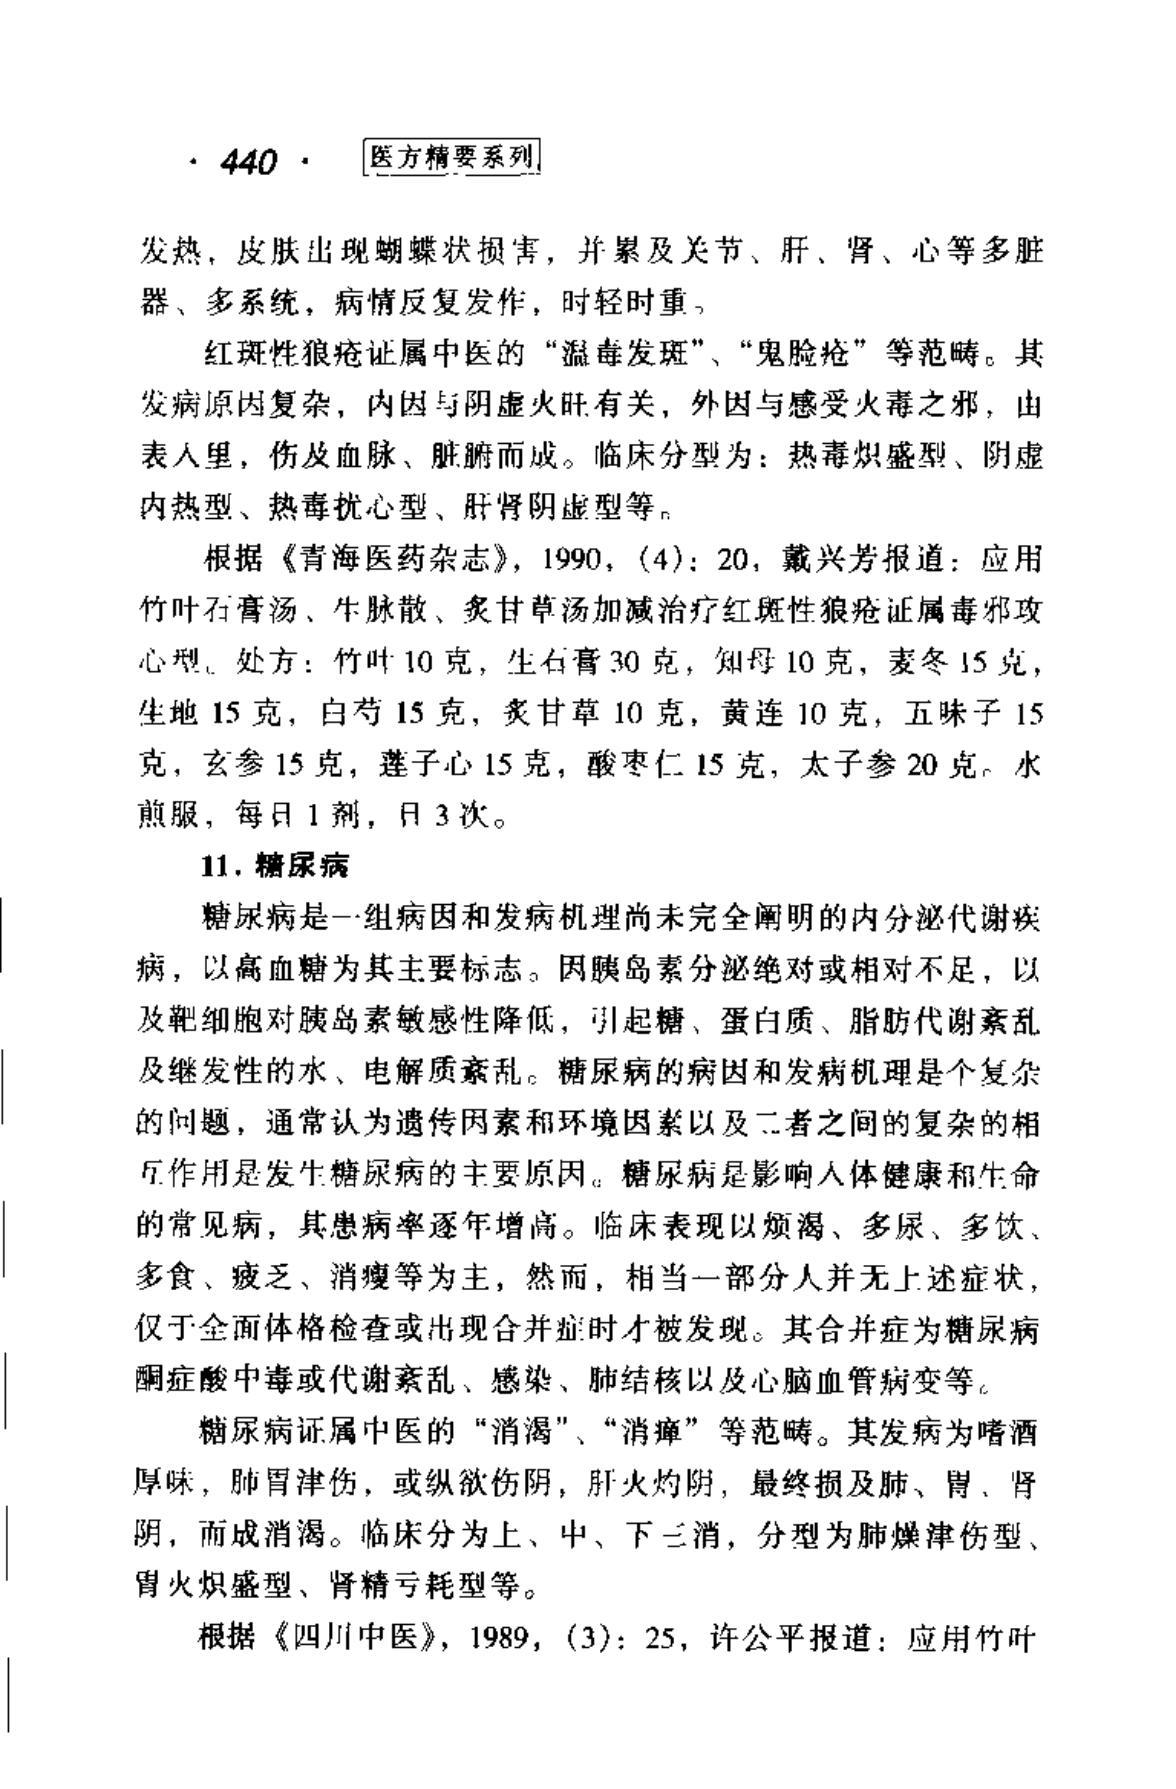 · 440 ·
医方精要系列
发热，皮肤出现蝴蝶状损害，并累及关节、肝、肾、心等多脏
器、多系统，病情反复发作，时轻时重。
红斑性狼疮证属中医的“温毒发斑”、“鬼脸疮”等范畴。其
发病原因复杂，内因与阴虚火旺有关，外因与感受火毒之邪，由
表入里，伤及血脉、脏腑而成。临床分型为：热毒炽盛型、阴虚
内热型、热毒扰心型、肝肾阴虚型等。
根据《青海医药杂志》，1990，（4）：20，戴兴芳报道：应用
竹叶石膏汤、生脉散、炙甘草汤加减治疗红斑性狼疮证属毒邪攻
心型。处方：竹叶 10 克，生石膏 30 克，知母 10 克，麦冬 15 克，
生地 15 克，白芍 15 克，炙甘草 10 克，黄连 10 克，五味子 15
克，玄参 15 克，莲子心 15 克，酸枣仁 15 克，太子参 20 克。水
煎服，每日 1 剂，日 3 次。
11. 糖尿病
糖尿病是一组病因和发病机理尚未完全阐明的内分泌代谢疾
病，以高血糖为其主要标志。因胰岛素分泌绝对或相对不足，以
及靶细胞对胰岛素敏感性降低，引起糖、蛋白质、脂肪代谢紊乱
及继发性的水、电解质紊乱。糖尿病的病因和发病机理是个复杂
的问题，通常认为遗传因素和环境因素以及二者之间的复杂的相
互作用是发生糖尿病的主要原因。糖尿病是影响人体健康和生命
的常见病，其患病率逐年增高。临床表现以烦渴、多尿、多饮、
多食、疲乏、消瘦等为主，然而，相当一部分人并无上述症状，
仅于全面体格检查或出现合并症时才被发现。其合并症为糖尿病
酮症酸中毒或代谢紊乱、感染、肺结核以及心脑血管病变等。
糖尿病证属中医的“消渴”、“消瘅”等范畴。其发病为嗜酒
厚味，肺胃津伤，或纵欲伤阴，肝火灼阴，最终损及肺、胃、肾
阴，而成消渴。临床分为上、中、下三消，分型为肺燥津伤型、
胃火炽盛型、肾精亏耗型等。
根据《四川中医》，1989，（3）：25，许公平报道：应用竹叶